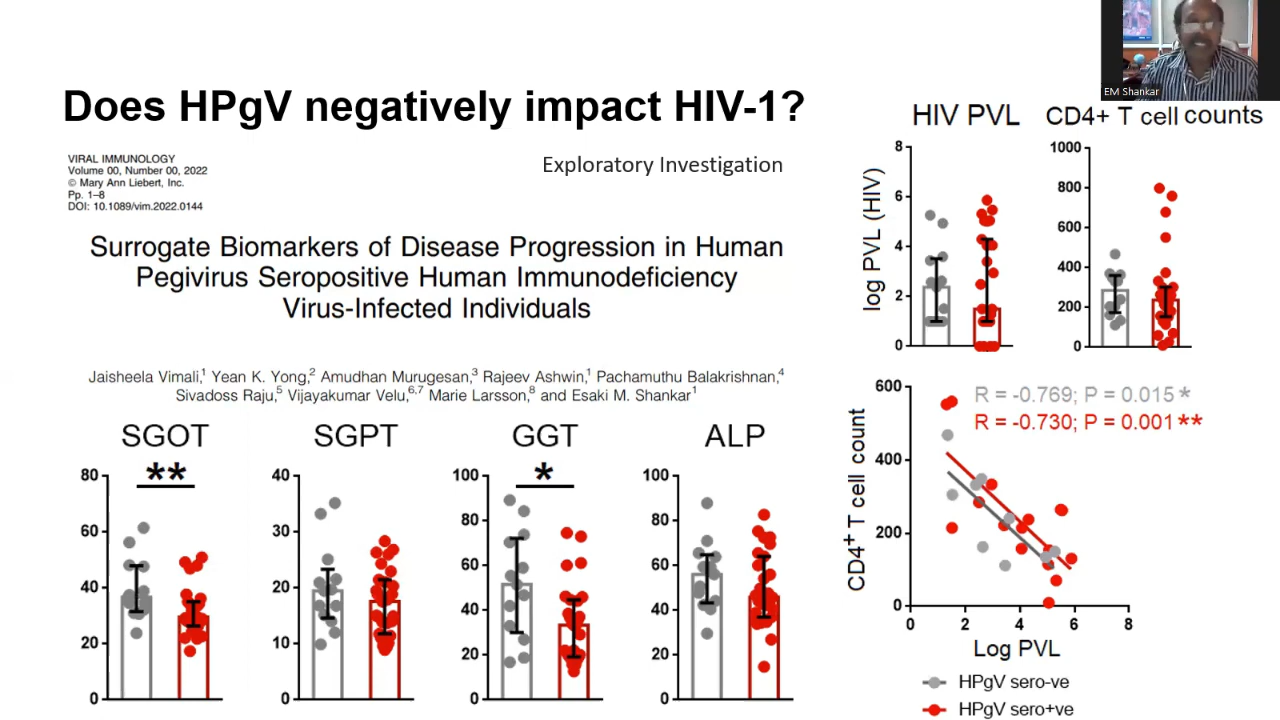 EM Shankar
Does HPgV negatively impact HIV-1?
VIRAL IMMUNOLOGY
Volume 00, Number 00, 2022
© Mary Ann Liebert, Inc.
Pp. 1–8
DOI: 10.1089/vim.2022.0144
Exploratory Investigation
Surrogate Biomarkers of Disease Progression in Human
Pegivirus Seropositive Human Immunodeficiency
Virus-Infected Individuals
Jaisheela Vimali,1 Yean K. Yong,2 Amudhan Murugesan,3 Rajeev Ashwin,1 Pachamuthu Balakrishnan,4
Sivadoss Raju,5 Vijayakumar Velu,6,7 Marie Larsson,8 and Esaki M. Shankar1
HIV PVL
log PVL (HIV)
8
6
4
2
0
CD4+ T cell counts
1000
800
600
400
200
0
SGOT
**
80
60
40
20
0
SGPT
40
30
20
10
0
GGT
*
100
80
60
40
20
0
ALP
100
80
60
40
20
0
CD4+ T cell count
600
400
200
0
R = -0.769; P = 0.015 *
R = -0.730; P = 0.001 **
0 2 4 6 8
Log PVL
HPgV sero-ve
HPgV sero+ve